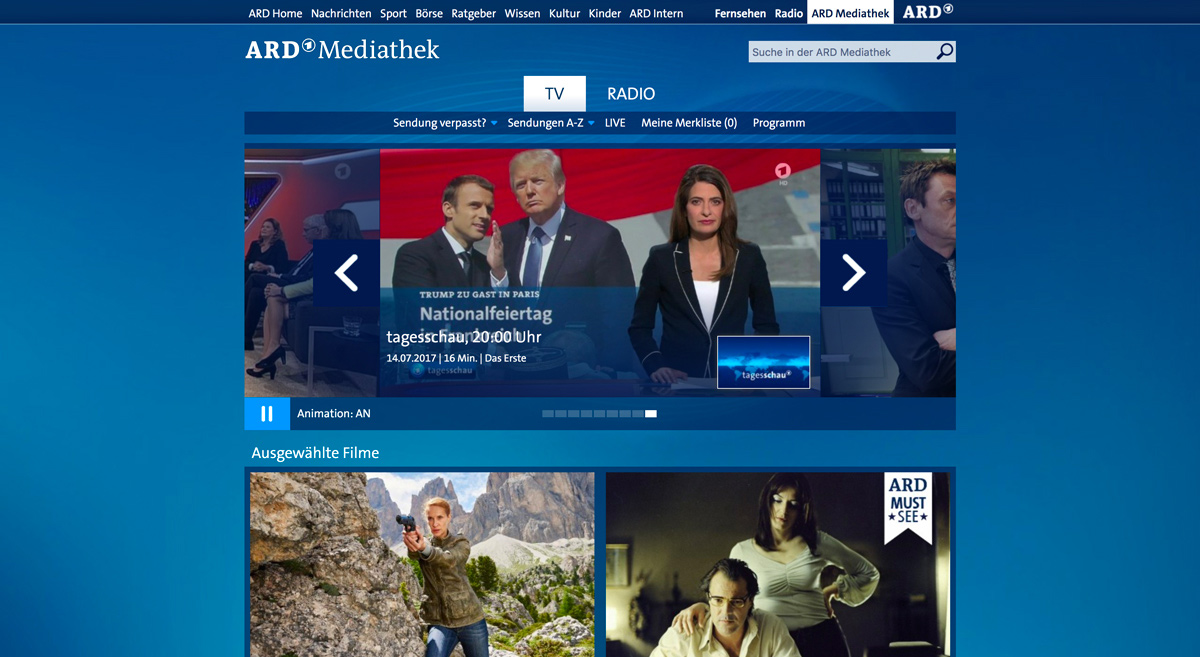 ARD Home Nachrichten Sport Börse Ratgeber Wissen Kultur Kinder ARD Intern Fernsehen Radio ARD Mediathek ARD
ARD Mediathek
Suche in der ARD Mediathek
TV RADIO
Sendung verpasst? Sendungen A-Z LIVE Meine Merkliste (0) Programm
HD
TRUMP ZU GAST IN PARIS
Nationalfeiertag
in Frankreich
tagesschau, 20:00 Uhr
14.07.2017 | 16 Min. | Das Erste
tagesschau
tagesschau
Animation: AN
Ausgewählte Filme
ARD
MUST
SEE